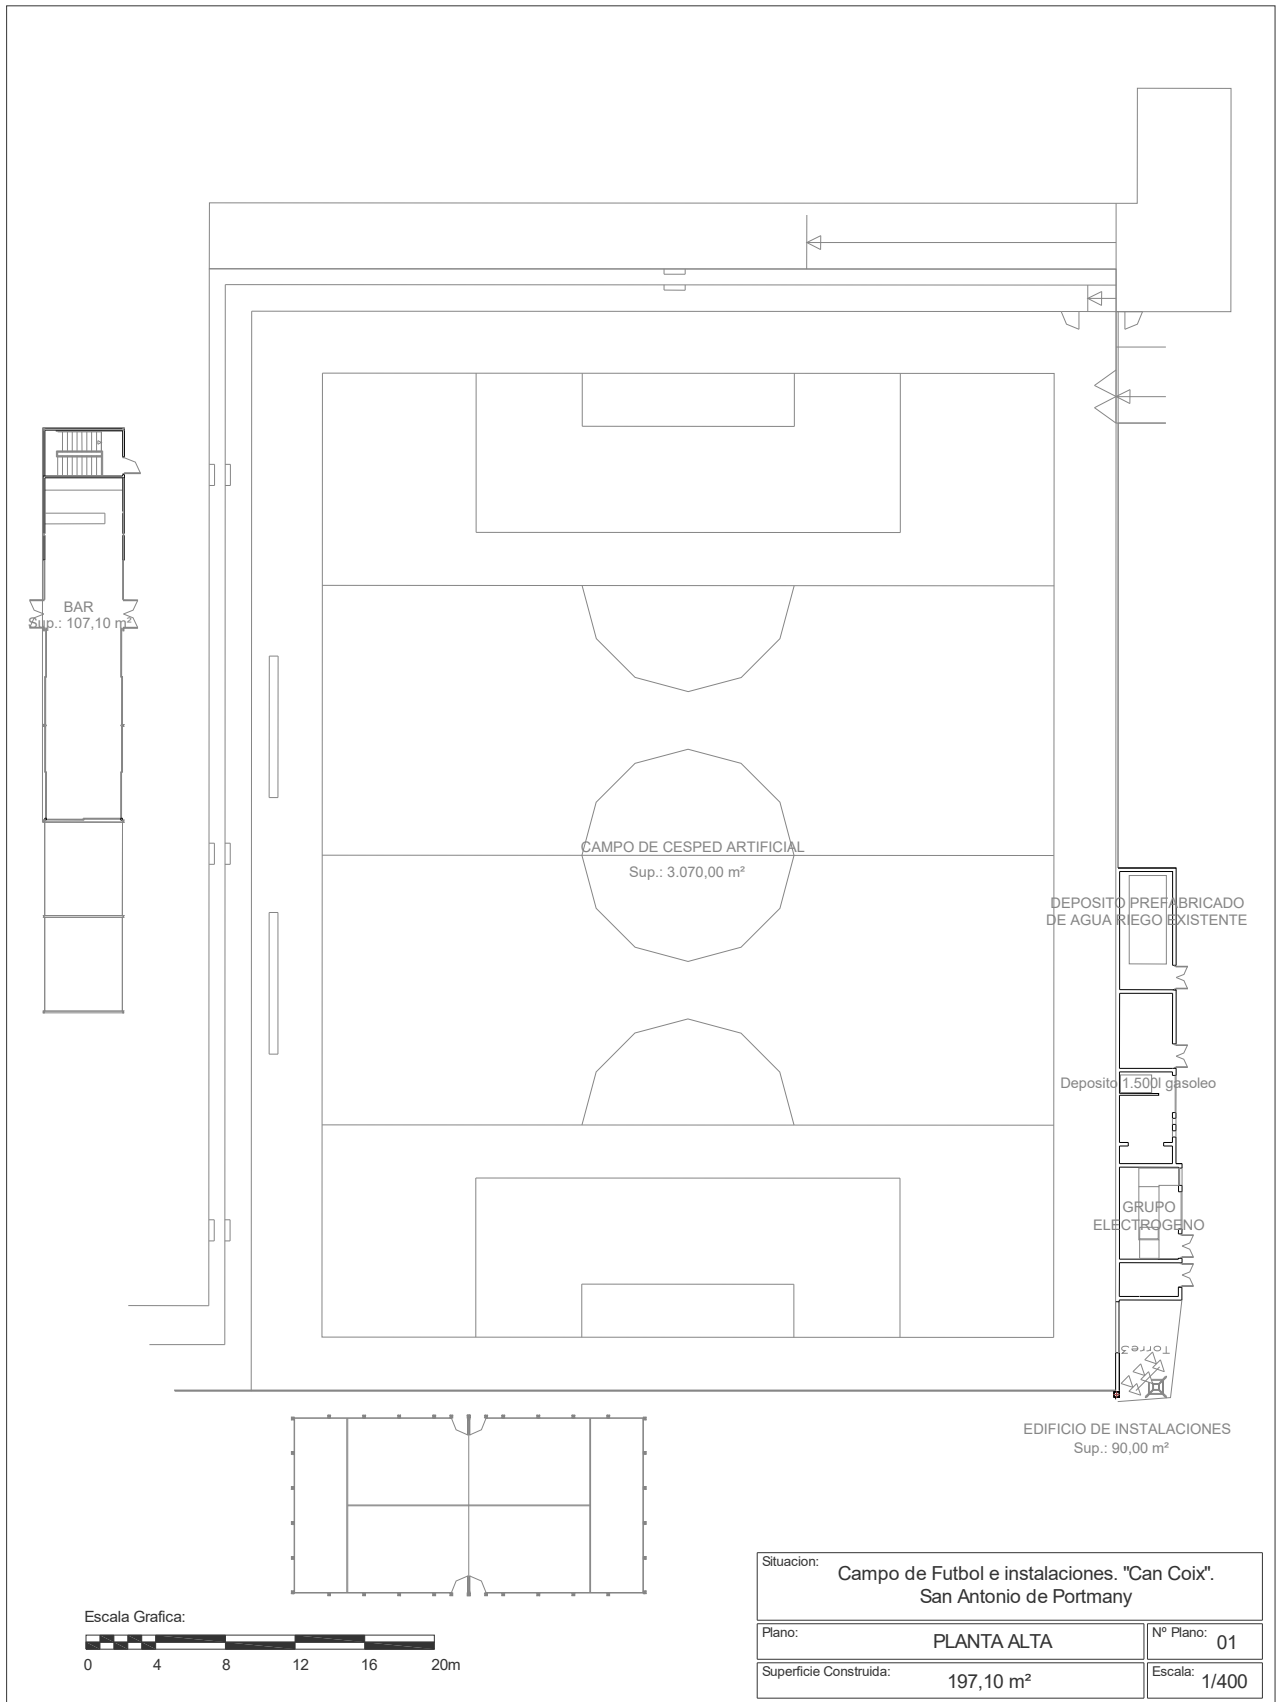 BAR
Sup.: 107,10 m²
CAMPO DE CESPED ARTIFICIAL
Sup.: 3.070,00 m²
DEPOSITO PREFABRICADO
DE AGUA RIEGO EXISTENTE
Deposito 1.500l gasoleo
GRUPO
ELECTROGENO
Torre3
EDIFICIO DE INSTALACIONES
Sup.: 90,00 m²
Escala Grafica:
0 4 8 12 16 20m
Situacion: Campo de Futbol e instalaciones. "Can Coix".
San Antonio de Portmany
Plano: PLANTA ALTA
Nº Plano: 01
Superficie Construida: 197,10 m²
Escala: 1/400